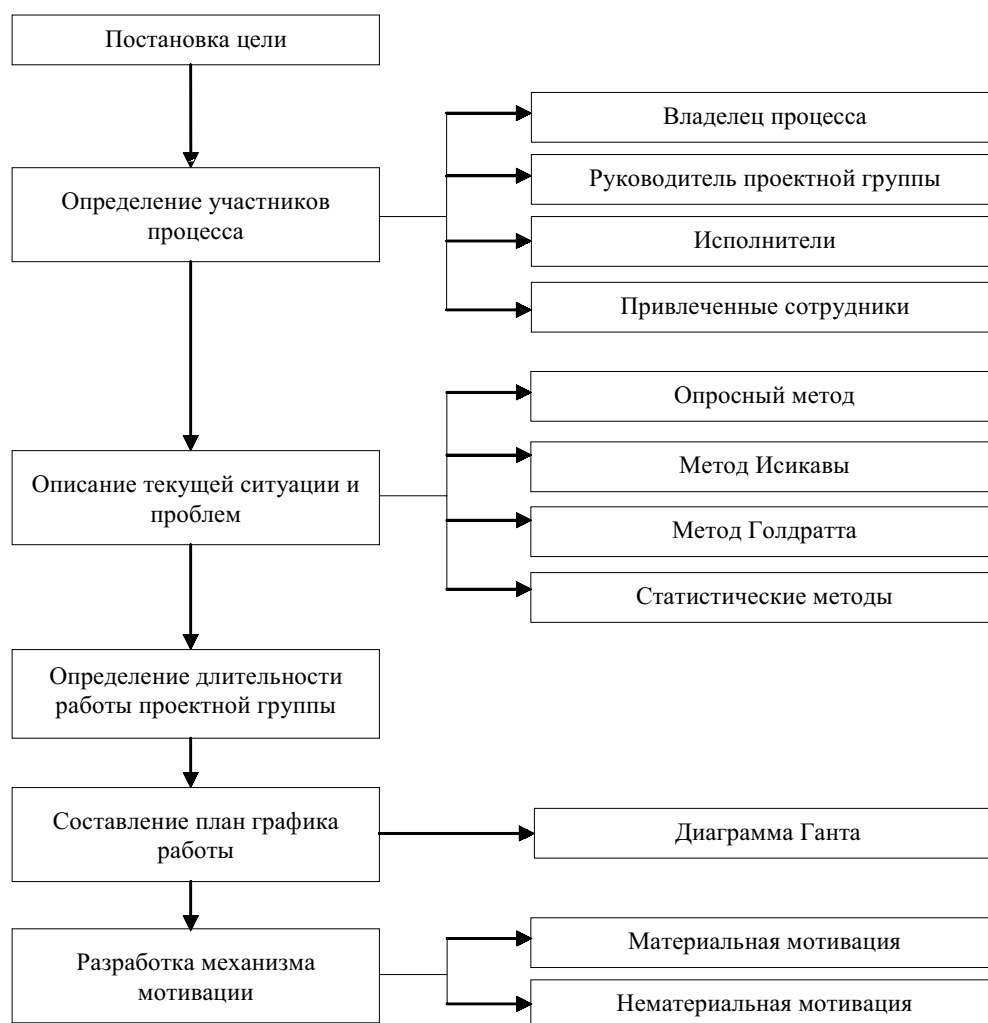 Постановка цели
Определение участников
процесса
Владелец процесса
Руководитель проектной группы
Исполнители
Привлеченные сотрудники
Описание текущей ситуации и
проблем
Опросный метод
Метод Исикавы
Метод Голдратта
Статистические методы
Определение длительности
работы проектной группы
Составление план графика
работы
Диаграмма Ганта
Разработка механизма
мотивации
Материальная мотивация
Нематериальная мотивация